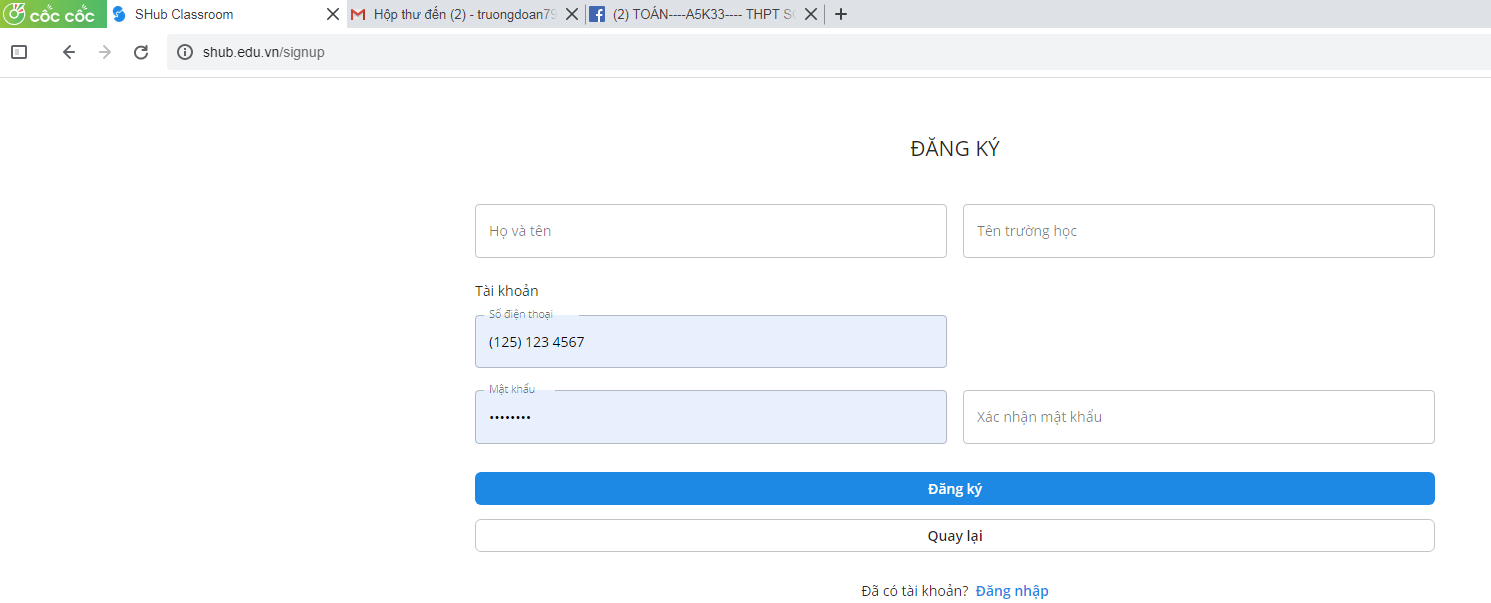 cốc cốc SHub Classroom Hộp thư đến (2) - truongdoan79 (2) TOÁN----A5K33---- THPT
shub.edu.vn/signup
ĐĂNG KÝ
Họ và tên Tên trường học
Tài khoản
Số điện thoại
(125) 123 4567
Mật khẩu
•••••••• Xác nhận mật khẩu
Đăng ký
Quay lại
Đã có tài khoản? Đăng nhập